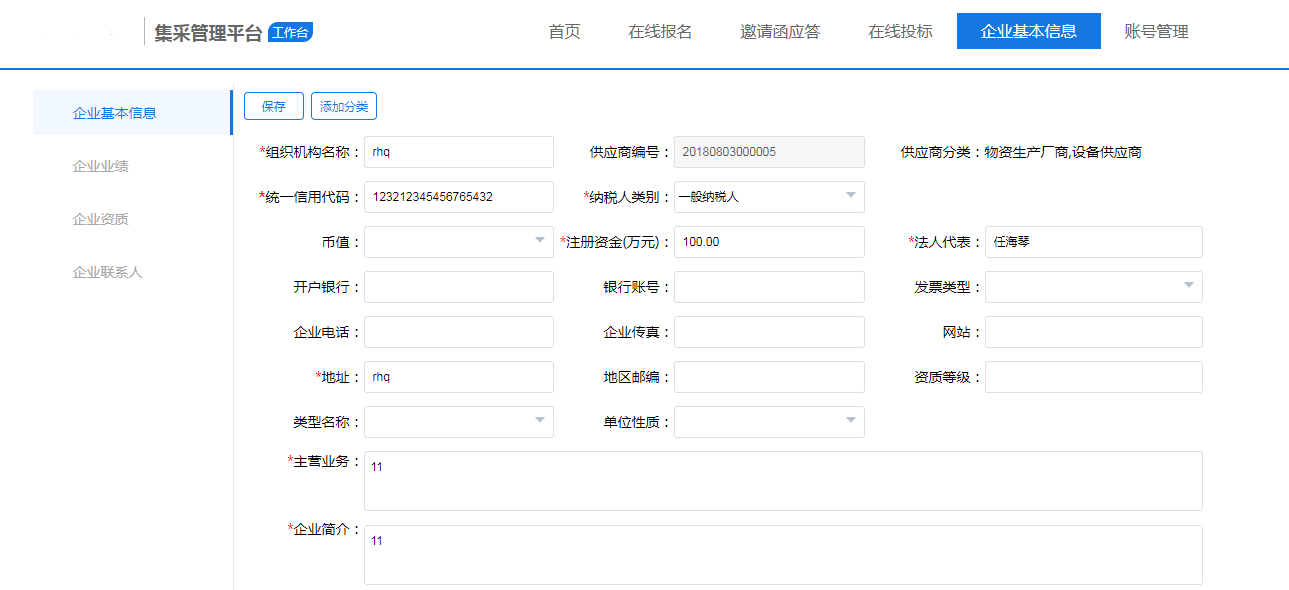 集采管理平台 工作台 首页 在线报名 邀请函应答 在线投标 企业基本信息 账号管理
企业基本信息
企业业绩
企业资质
企业联系人
保存 添加分类
*组织机构名称： rhq 供应商编号： 20180803000005 供应商分类：物资生产厂商,设备供应商
*统一信用代码： 123212345456765432 *纳税人类别： 一般纳税人
币值： *注册资金(万元)： 100.00 *法人代表： 任海琴
开户银行： 银行账号： 发票类型：
企业电话： 企业传真： 网站：
*地址： rhq 地区邮编： 资质等级：
类型名称： 单位性质：
*主营业务： 11
*企业简介： 11